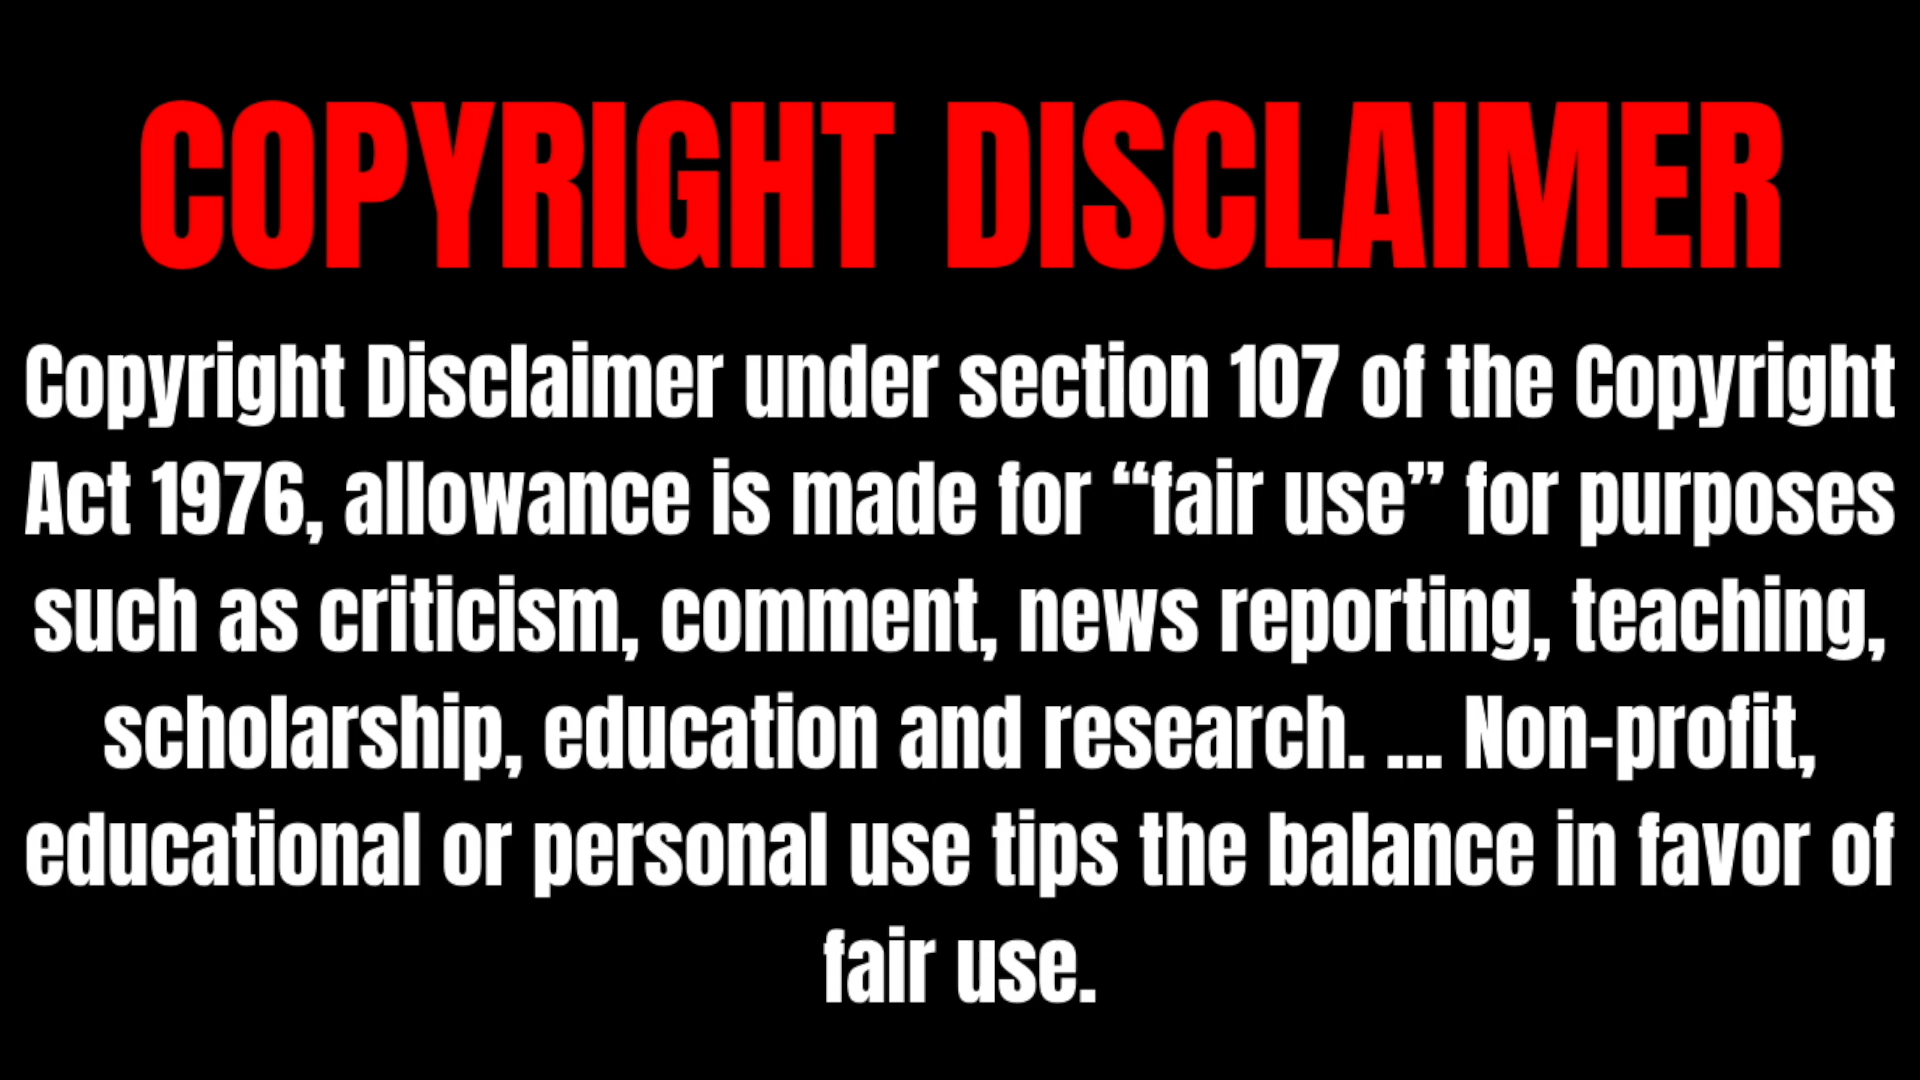 COPYRIGHT DISCLAIMER
Copyright Disclaimer under section 107 of the Copyright
Act 1976, allowance is made for “fair use” for purposes
such as criticism, comment, news reporting, teaching,
scholarship, education and research. ... Non-profit,
educational or personal use tips the balance in favor of
fair use.